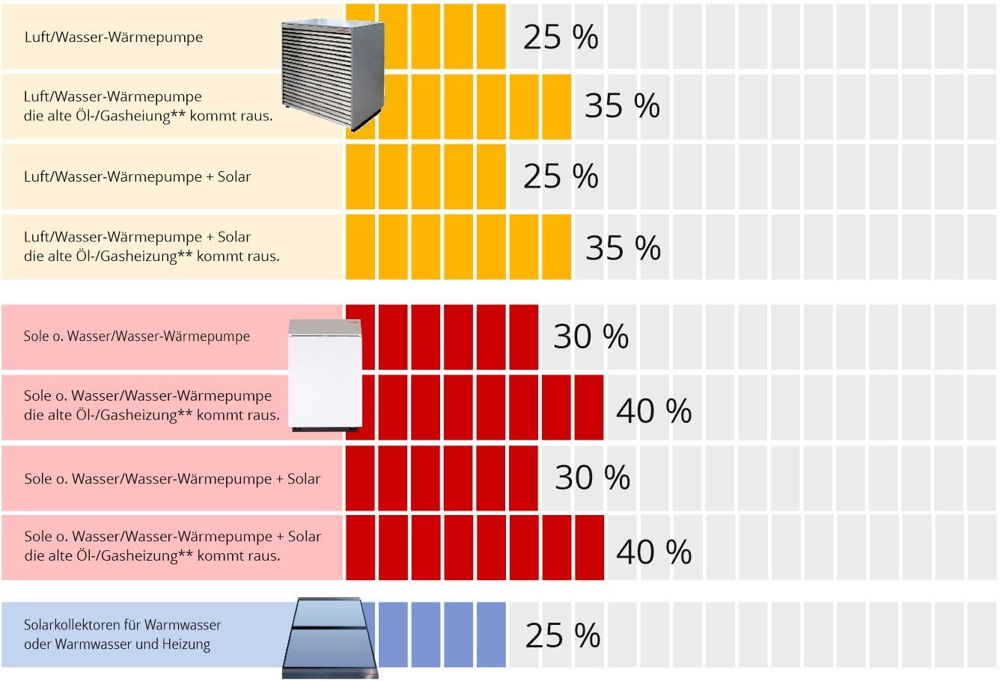 Luft/Wasser-Wärmepumpe
25 %
Luft/Wasser-Wärmepumpe
die alte Öl-/Gasheiung** kommt raus.
35 %
Luft/Wasser-Wärmepumpe + Solar
25 %
Luft/Wasser-Wärmepumpe + Solar
die alte Öl-/Gasheizung** kommt raus.
35 %
Sole o. Wasser/Wasser-Wärmepumpe
30 %
Sole o. Wasser/Wasser-Wärmepumpe
die alte Öl-/Gasheizung** kommt raus.
40 %
Sole o. Wasser/Wasser-Wärmepumpe + Solar
30 %
Sole o. Wasser/Wasser-Wärmepumpe + Solar
die alte Öl-/Gasheizung** kommt raus.
40 %
Solarkollektoren für Warmwasser
oder Warmwasser und Heizung
25 %